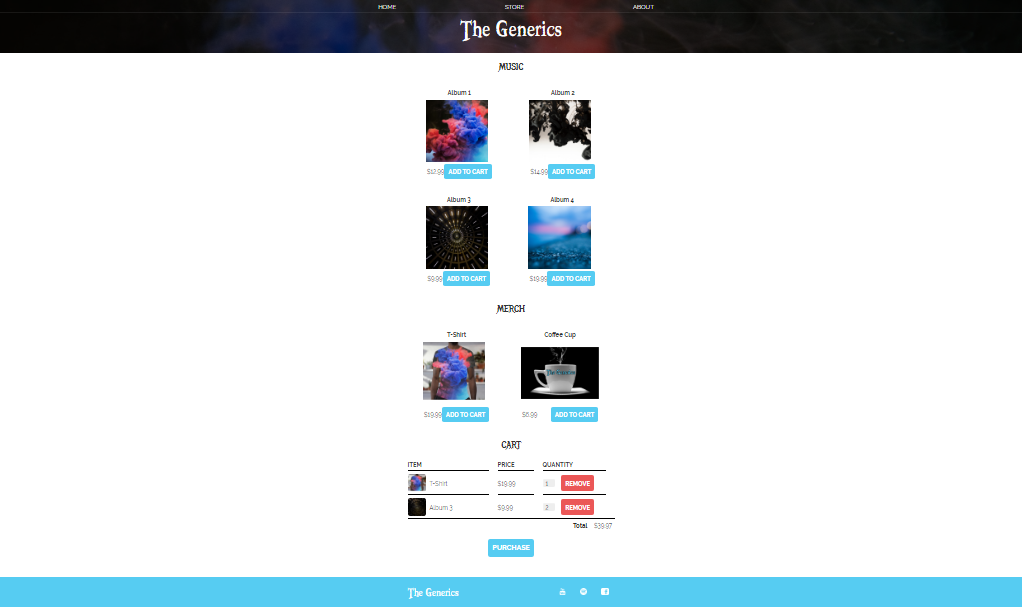 HOME STORE ABOUT
The Generics
MUSIC
Album 1 Album 2
$12.99 ADD TO CART $14.99 ADD TO CART
Album 3 Album 4
$9.99 ADD TO CART $19.99 ADD TO CART
MERCH
T-Shirt Coffee Cup
The Generics
$19.99 ADD TO CART $6.99 ADD TO CART
CART
ITEM PRICE QUANTITY
T-Shirt $19.99 1 REMOVE
Album 3 $9.99 2 REMOVE
Total $39.97
PURCHASE
The Generics